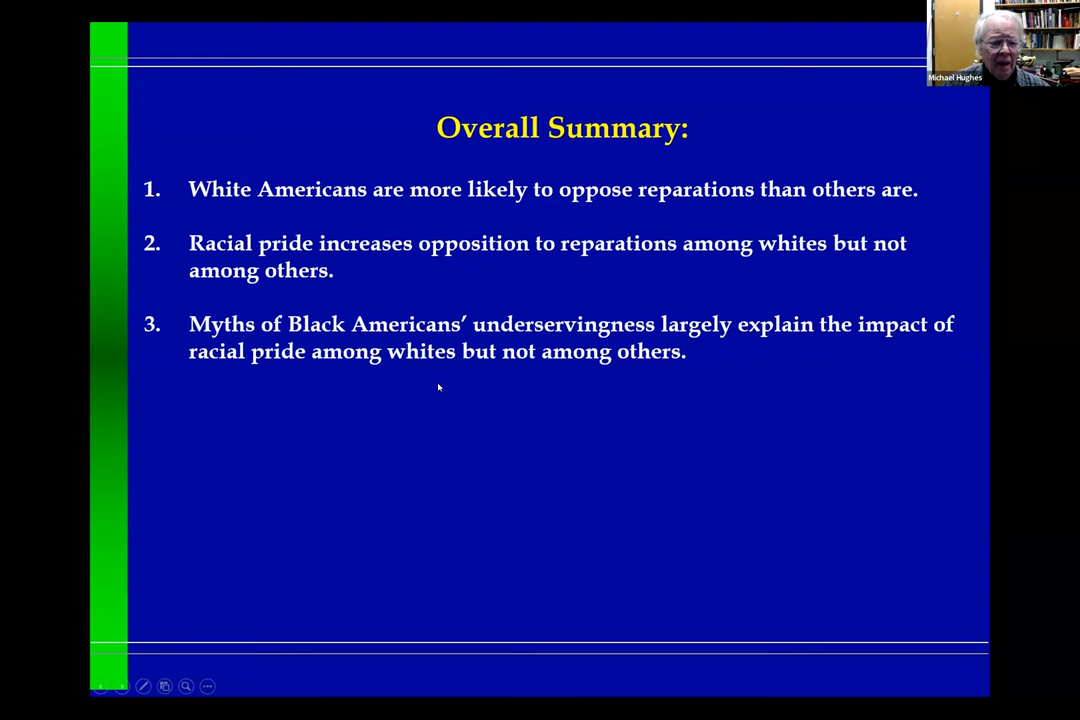 Michael Hughes
Overall Summary:
1. White Americans are more likely to oppose reparations than others are.
2. Racial pride increases opposition to reparations among whites but not
among others.
3. Myths of Black Americans’ underservingness largely explain the impact of
racial pride among whites but not among others.